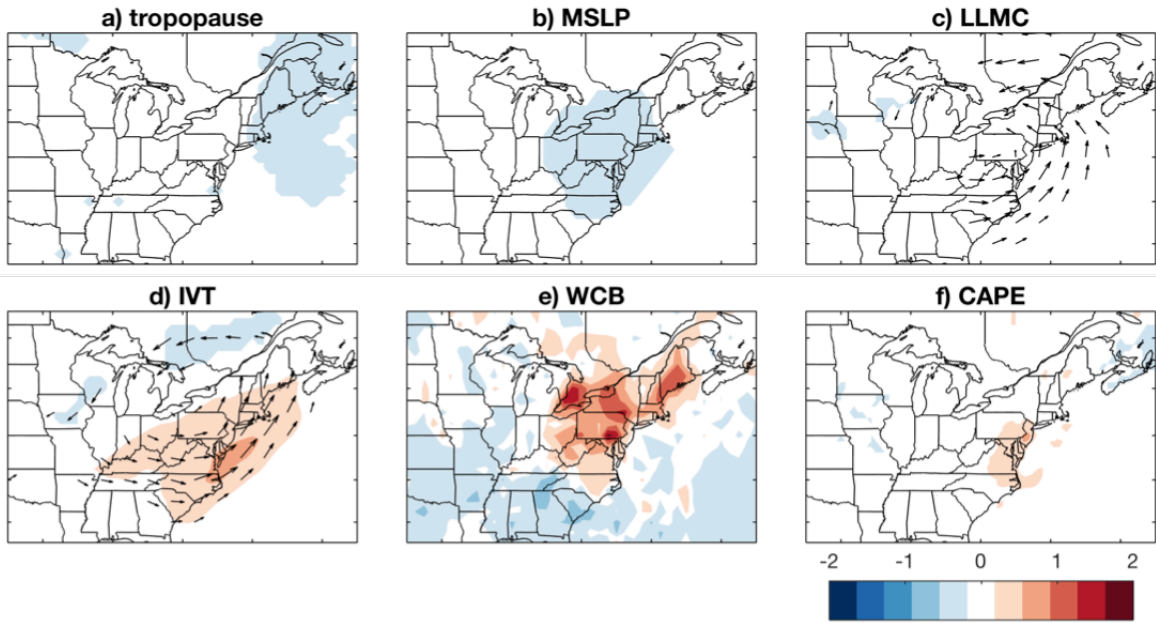 a) tropopause
b) MSLP
c) LLMC
d) IVT
e) WCB
f) CAPE
-2 -1 0 1 2